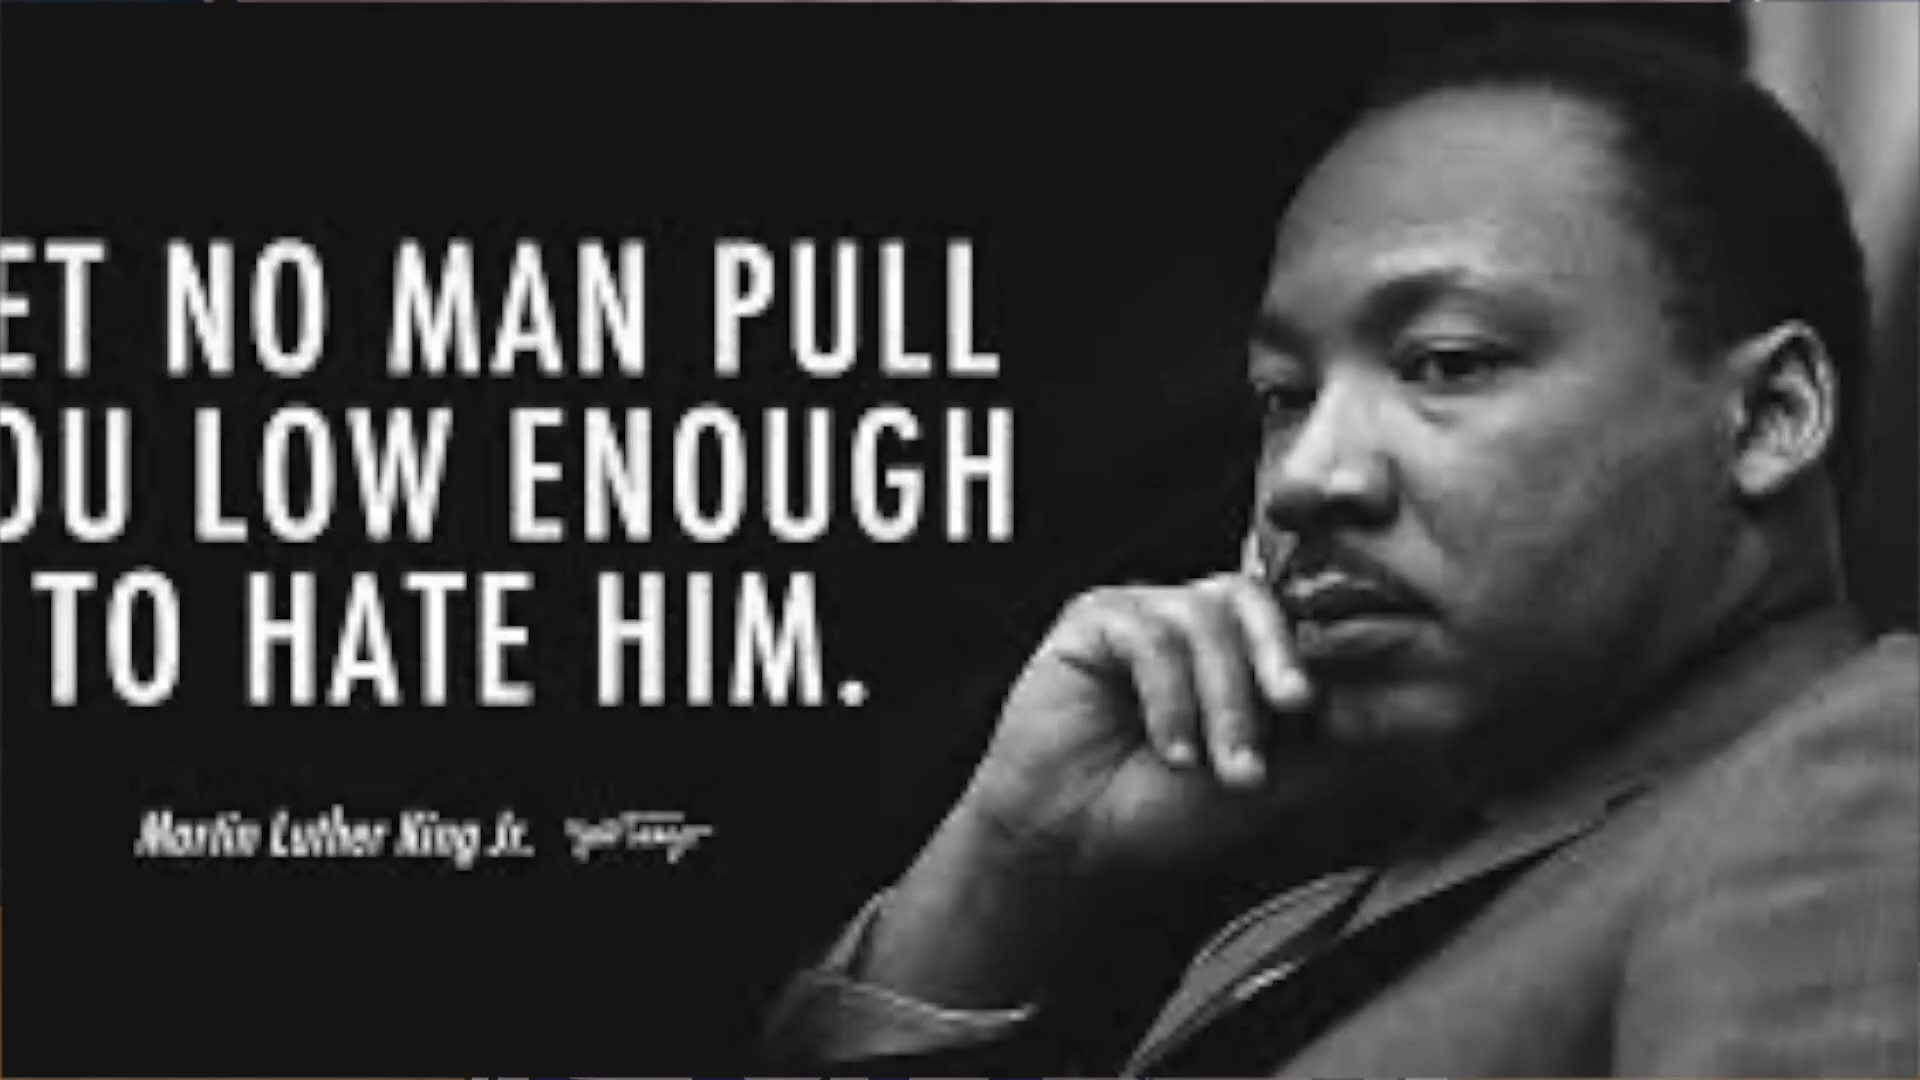 ET NO MAN PULL
OU LOW ENOUGH
TO HATE HIM.
Martin Luther King Jr.